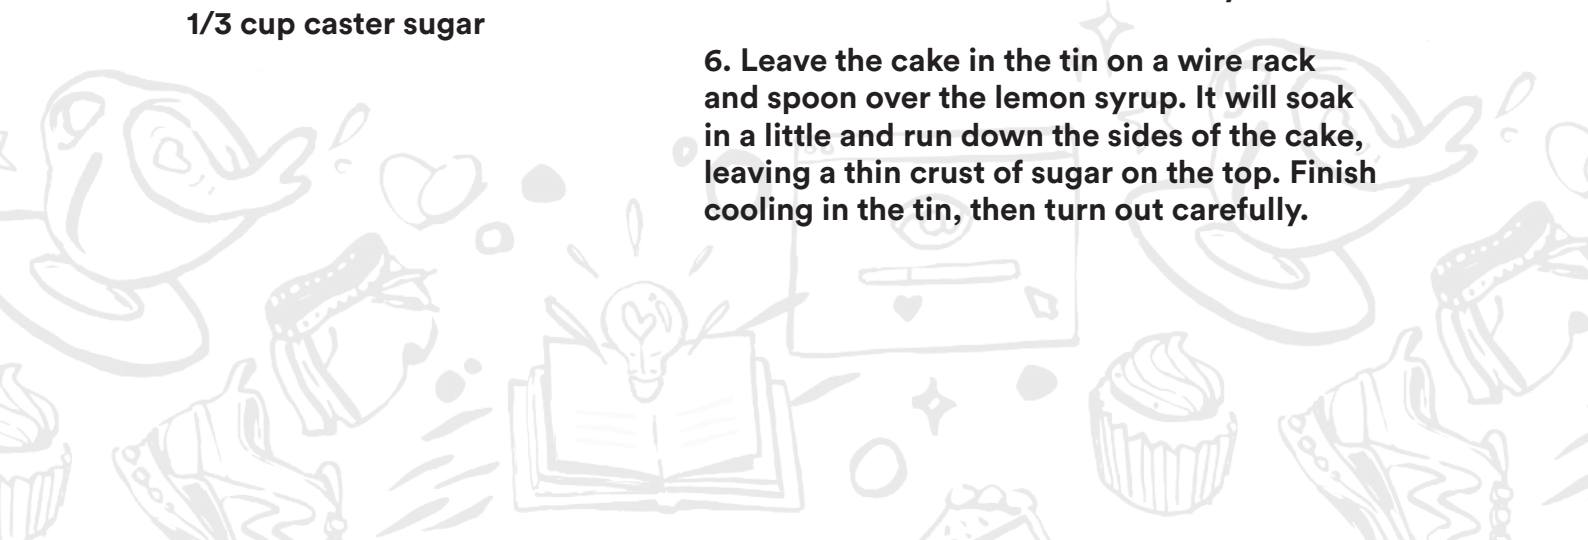 1/3 cup caster sugar
6. Leave the cake in the tin on a wire rack
and spoon over the lemon syrup. It will soak
in a little and run down the sides of the cake,
leaving a thin crust of sugar on the top. Finish
cooling in the tin, then turn out carefully.